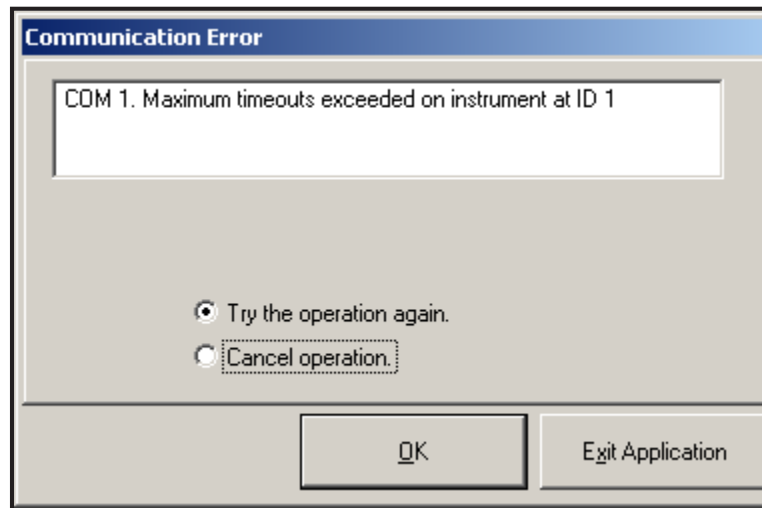 Communication Error
COM 1. Maximum timeouts exceeded on instrument at ID 1
Try the operation again.
Cancel operation.
OK
Exit Application